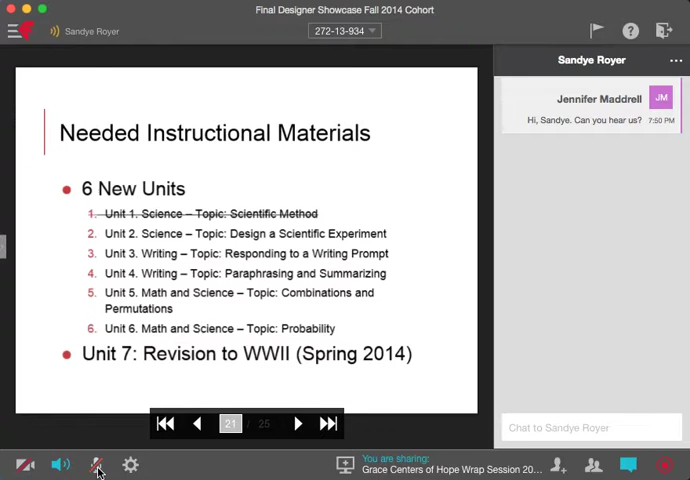 Final Designer Showcase Fall 2014 Cohort
Sandye Royer
272-13-934
Sandye Royer
Jennifer Maddrell
JM
Hi, Sandye. Can you hear us?
7:50 PM
Needed Instructional Materials
6 New Units
1. Unit 1. Science – Topic: Scientific Method
2. Unit 2. Science – Topic: Design a Scientific Experiment
3. Unit 3. Writing – Topic: Responding to a Writing Prompt
4. Unit 4. Writing – Topic: Paraphrasing and Summarizing
5. Unit 5. Math and Science – Topic: Combinations and
Permutations
6. Unit 6. Math and Science – Topic: Probability
Unit 7: Revision to WWII (Spring 2014)
21 / 25
Chat to Sandye Royer
You are sharing:
Grace Centers of Hope Wrap Session 20...